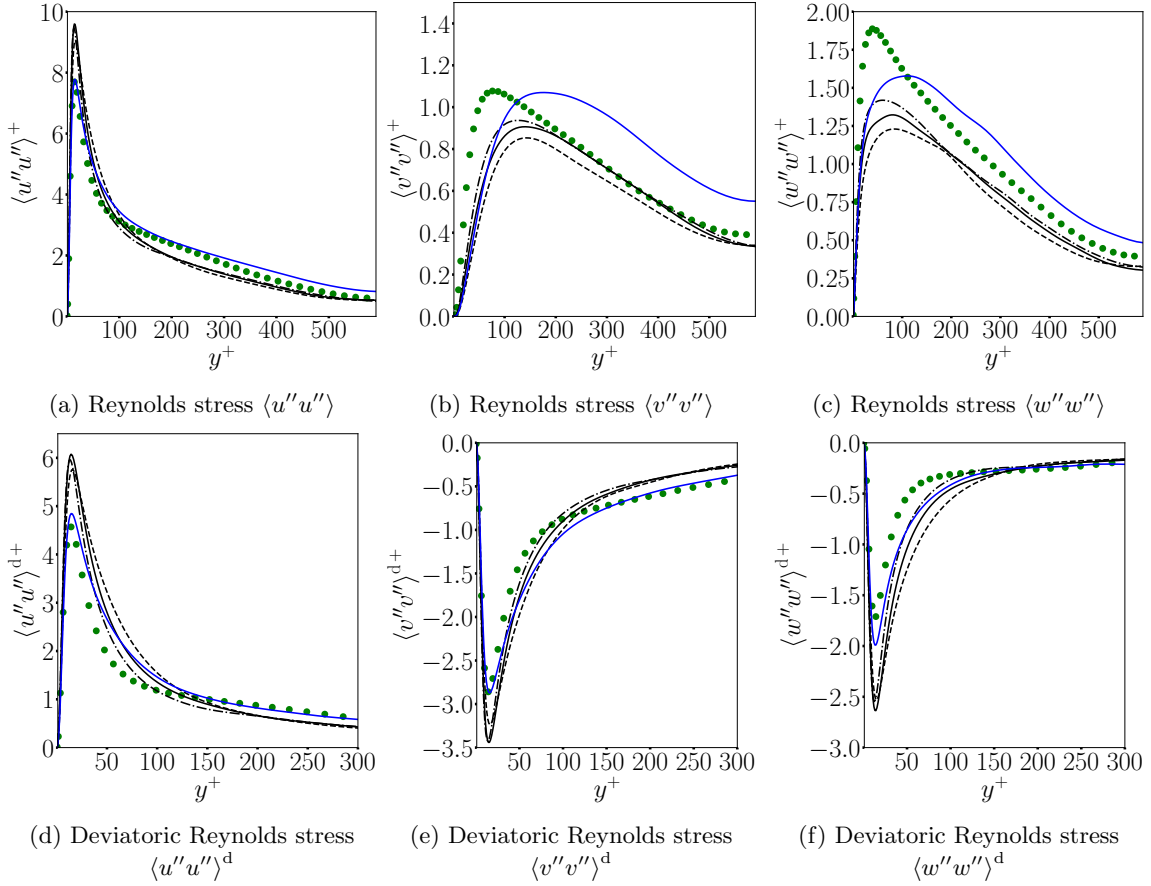 10
8
6
4
2
0
⟨u′′u′′⟩⁺
100 200 300 400 500
y⁺
(a) Reynolds stress ⟨u′′u′′⟩
1.4
1.2
1.0
0.8
0.6
0.4
0.2
0.0
⟨v′′v′′⟩⁺
100 200 300 400 500
y⁺
(b) Reynolds stress ⟨v′′v′′⟩
2.00
1.75
1.50
1.25
1.00
0.75
0.50
0.25
0.00
⟨w′′w′′⟩⁺
100 200 300 400 500
y⁺
(c) Reynolds stress ⟨w′′w′′⟩
6
5
4
3
2
1
0
⟨u′′u′′⟩ᵈ⁺
50 100 150 200 250 300
y⁺
(d) Deviatoric Reynolds stress
⟨u′′u′′⟩ᵈ
0.0
−0.5
−1.0
−1.5
−2.0
−2.5
−3.0
−3.5
⟨v′′v′′⟩ᵈ⁺
50 100 150 200 250 300
y⁺
(e) Deviatoric Reynolds stress
⟨v′′v′′⟩ᵈ
0.0
−0.5
−1.0
−1.5
−2.0
−2.5
−3.0
⟨w′′w′′⟩ᵈ⁺
50 100 150 200 250 300
y⁺
(f) Deviatoric Reynolds stress
⟨w′′w′′⟩ᵈ